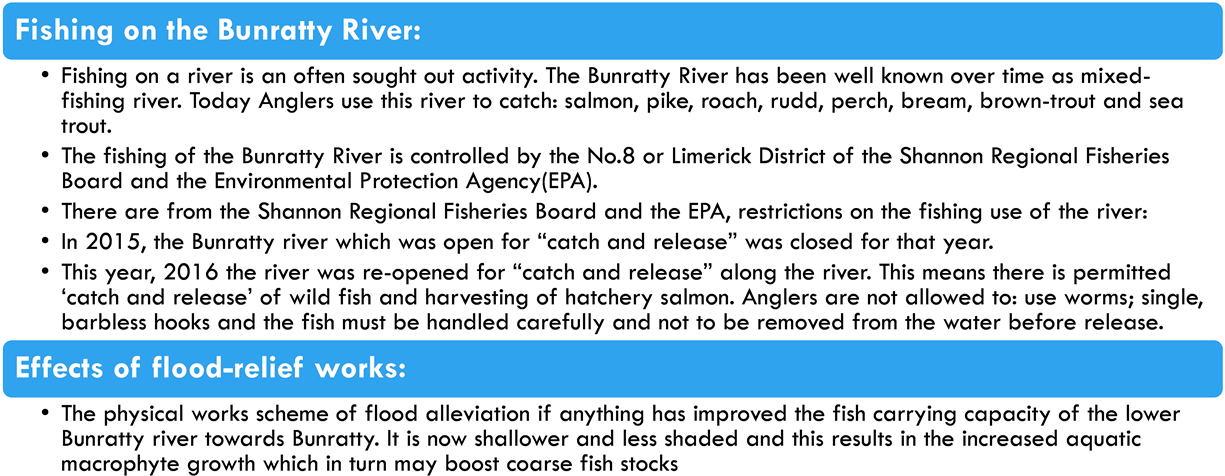 Fishing on the Bunratty River:
• Fishing on a river is an often sought out activity. The Bunratty River has been well known over time as mixed-
fishing river. Today Anglers use this river to catch: salmon, pike, roach, rudd, perch, bream, brown-trout and sea
trout.
• The fishing of the Bunratty River is controlled by the No.8 or Limerick District of the Shannon Regional Fisheries
Board and the Environmental Protection Agency(EPA).
• There are from the Shannon Regional Fisheries Board and the EPA, restrictions on the fishing use of the river:
• In 2015, the Bunratty river which was open for “catch and release” was closed for that year.
• This year, 2016 the river was re-opened for “catch and release” along the river. This means there is permitted
‘catch and release’ of wild fish and harvesting of hatchery salmon. Anglers are not allowed to: use worms; single,
barbless hooks and the fish must be handled carefully and not to be removed from the water before release.
Effects of flood-relief works:
• The physical works scheme of flood alleviation if anything has improved the fish carrying capacity of the lower
Bunratty river towards Bunratty. It is now shallower and less shaded and this results in the increased aquatic
macrophyte growth which in turn may boost coarse fish stocks